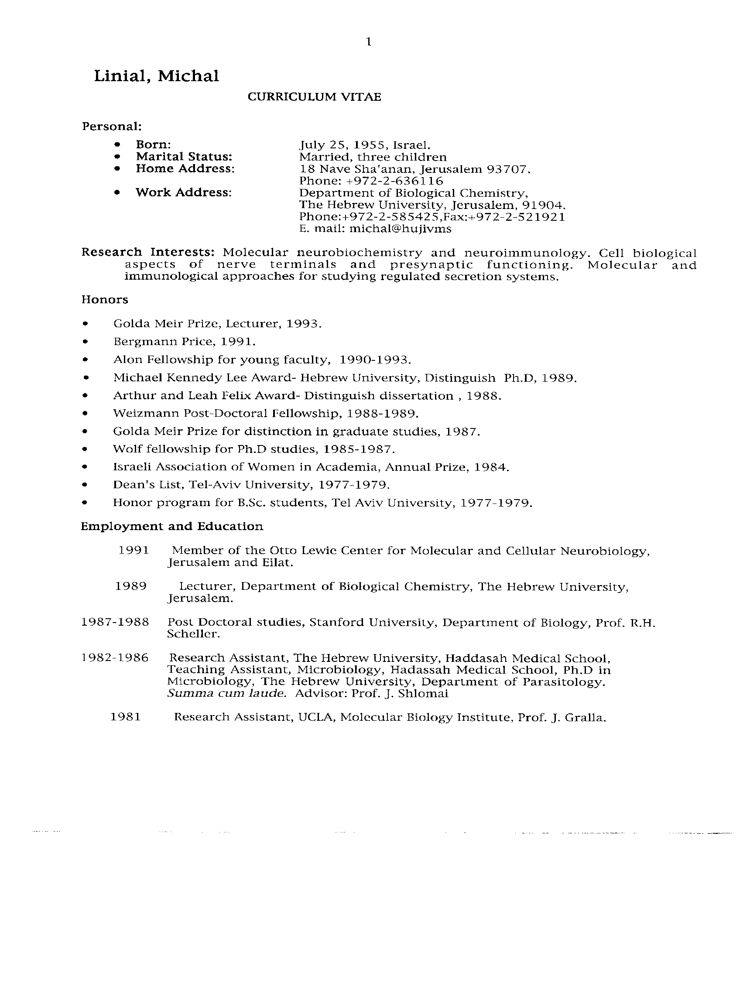 1
Linial, Michal
CURRICULUM VITAE
Personal:
• Born: July 25, 1955, Israel.
• Marital Status: Married, three children
• Home Address: 18 Nave Sha'anan, Jerusalem 93707.
Phone: +972-2-636116
• Work Address: Department of Biological Chemistry,
The Hebrew University, Jerusalem, 91904.
Phone:+972-2-585425,Fax:+972-2-521921
E. mail: michal@hujivms
Research Interests: Molecular neurobiochemistry and neuroimmunology. Cell biological
aspects of nerve terminals and presynaptic functioning. Molecular and
immunological approaches for studying regulated secretion systems.
Honors
• Golda Meir Prize, Lecturer, 1993.
• Bergmann Price, 1991.
• Alon Fellowship for young faculty, 1990-1993.
• Michael Kennedy Lee Award- Hebrew University, Distinguish Ph.D, 1989.
• Arthur and Leah Felix Award- Distinguish dissertation , 1988.
• Weizmann Post-Doctoral Fellowship, 1988-1989.
• Golda Meir Prize for distinction in graduate studies, 1987.
• Wolf fellowship for Ph.D studies, 1985-1987.
• Israeli Association of Women in Academia, Annual Prize, 1984.
• Dean's List, Tel-Aviv University, 1977-1979.
• Honor program for B.Sc. students, Tel Aviv University, 1977-1979.
Employment and Education
1991 Member of the Otto Lewie Center for Molecular and Cellular Neurobiology,
Jerusalem and Eilat.
1989 Lecturer, Department of Biological Chemistry, The Hebrew University,
Jerusalem.
1987-1988 Post Doctoral studies, Stanford University, Department of Biology, Prof. R.H.
Scheller.
1982-1986 Research Assistant, The Hebrew University, Haddasah Medical School,
Teaching Assistant, Microbiology, Hadassah Medical School, Ph.D in
Microbiology, The Hebrew University, Department of Parasitology.
Summa cum laude. Advisor: Prof. J. Shlomai
1981 Research Assistant, UCLA, Molecular Biology Institute, Prof. J. Gralla.